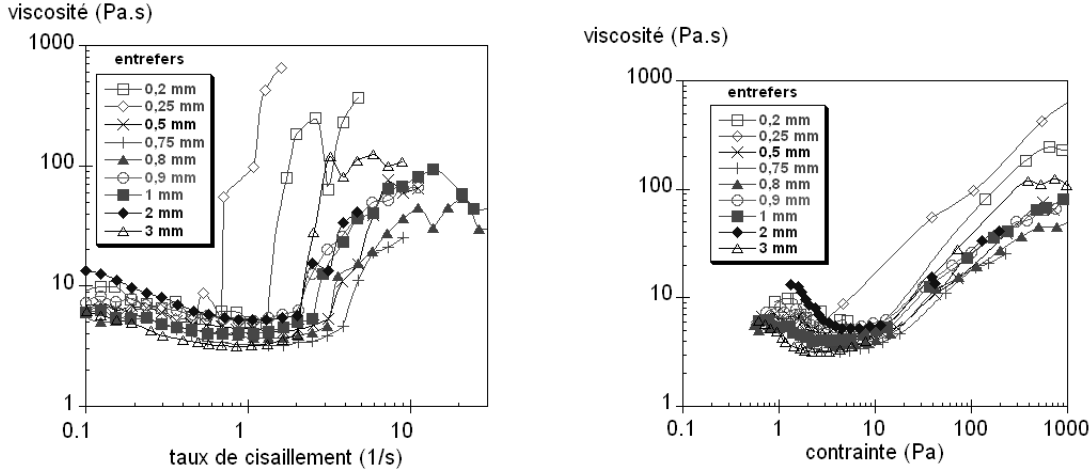 viscosité (Pa.s)
1000
100
10
1
entrefers
0,2 mm
0,25 mm
0,5 mm
0,75 mm
0,8 mm
0,9 mm
1 mm
2 mm
3 mm
0.1
1
10
taux de cisaillement (1/s)
viscosité (Pa.s)
1000
100
10
1
entrefers
0,2 mm
0,25 mm
0,5 mm
0,75 mm
0,8 mm
0,9 mm
1 mm
2 mm
3 mm
0.1
1
10
100
1000
contrainte (Pa)